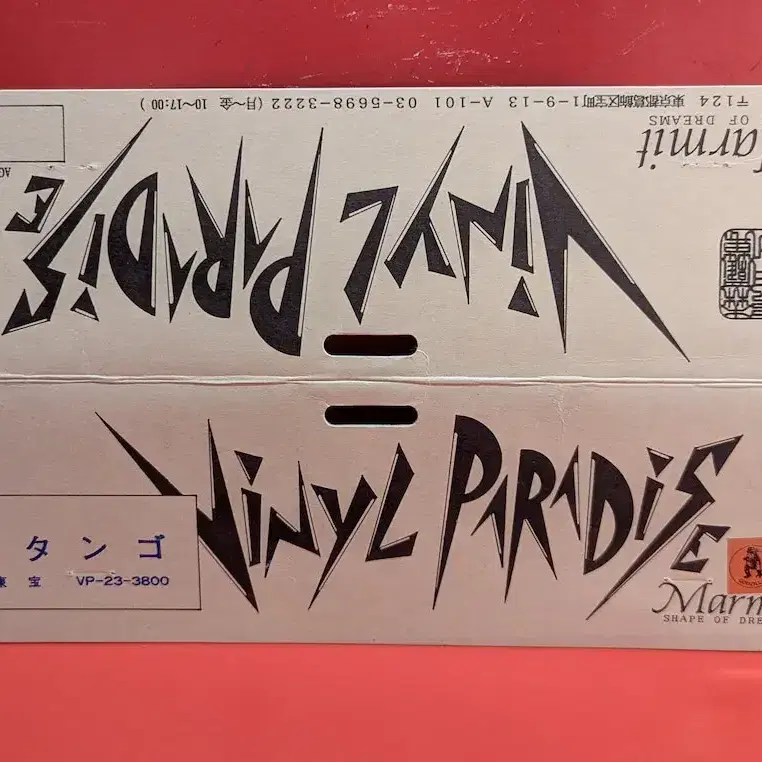 〒124 東京都葛飾区宝町1-9-13 A-101 03-5698-3222 (月〜金 10〜17:00)
armit
OF DREAMS
VINYL PARADISE
VINYL PARADISE
タンゴ
東宝 VP-23-3800
Marm
SHAPE OF DRE